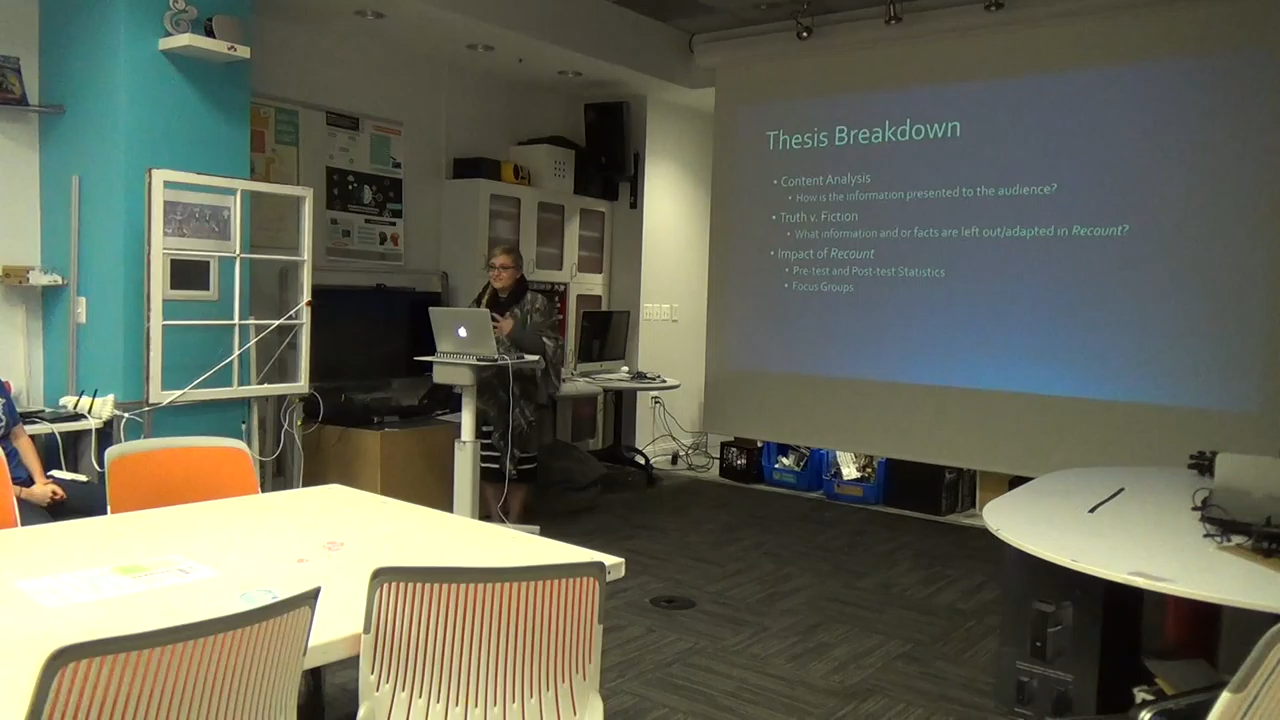 Thesis Breakdown
• Content Analysis
• How is the information presented to the audience?
• Truth v. Fiction
• What information and or facts are left out/adapted in Recount?
• Impact of Recount
• Pre-test and Post-test Statistics
• Focus Groups
&